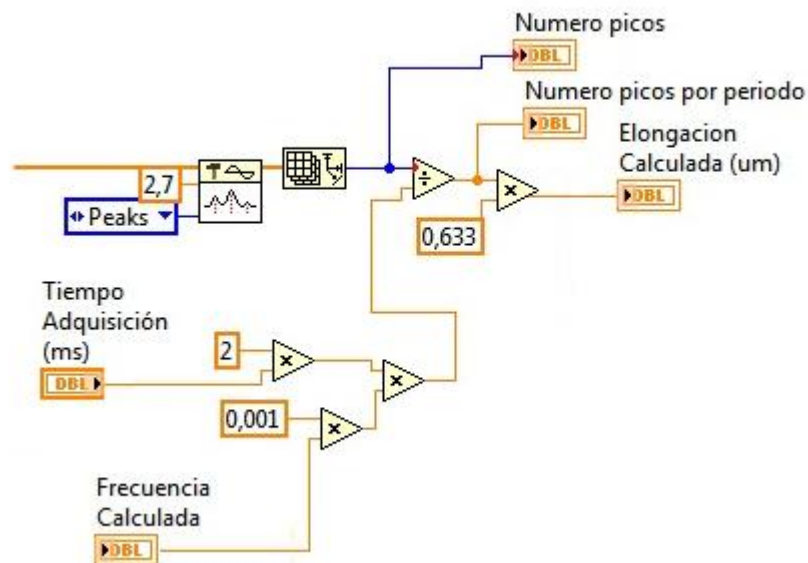 Numero picos
DBL
Numero picos por periodo
DBL
Elongacion
Calculada (um)
DBL
2,7
Peaks
0,633
Tiempo
Adquisición
(ms)
DBL
2
0,001
Frecuencia
Calculada
DBL